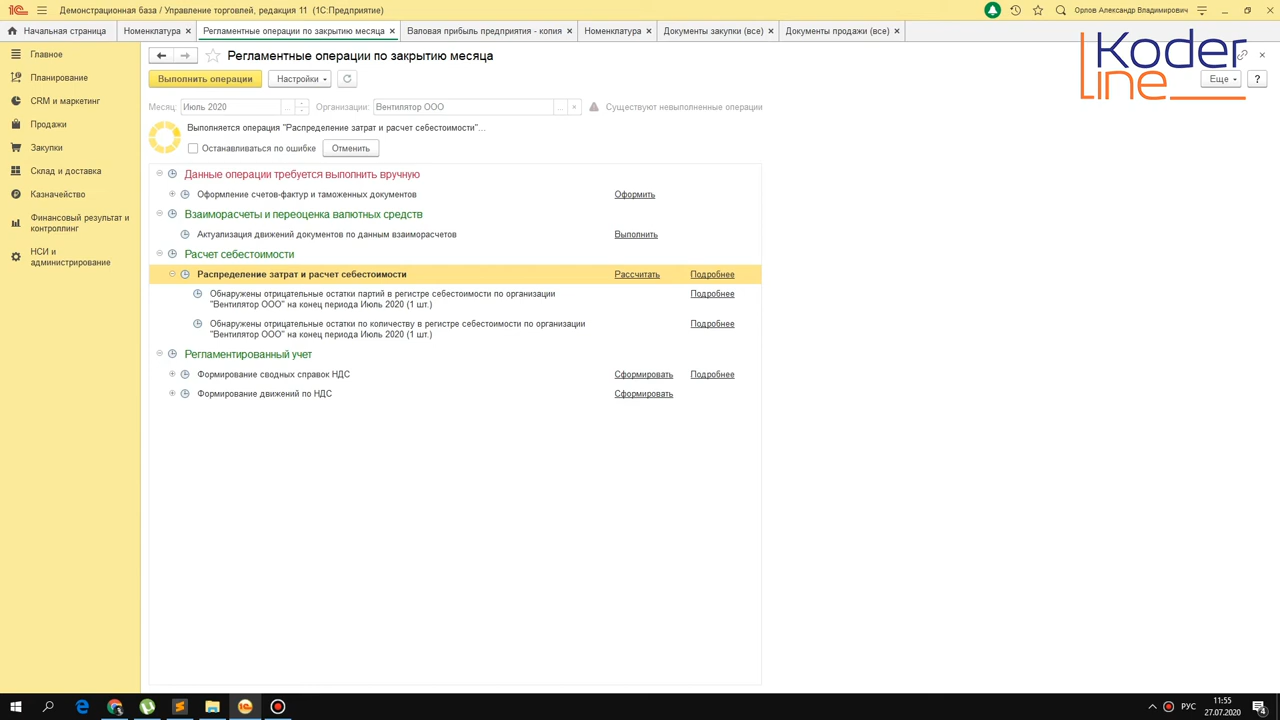 1С Демонстрационная база / Управление торговлей, редакция 11 (1С:Предприятие) Орлов Александр Владимирович
Начальная страница Номенклатура × Регламентные операции по закрытию месяца × Валовая прибыль предприятия - копия × Номенклатура × Документы закупки (все) × Документы продажи (все) ×
Главное
Планирование
CRM и маркетинг
Продажи
Закупки
Склад и доставка
Казначейство
Финансовый результат и
контроллинг
НСИ и
администрирование
Регламентные операции по закрытию месяца
Koder
Line
Выполнить операции Настройки Еще ?
Месяц: Июль 2020 ... Организации: Вентилятор ООО ... × Существуют невыполненные операции
Выполняется операция "Распределение затрат и расчет себестоимости"...
Останавливаться по ошибке Отменить
Данные операции требуется выполнить вручную
Оформление счетов-фактур и таможенных документов Оформить
Взаиморасчеты и переоценка валютных средств
Актуализация движений документов по данным взаиморасчетов Выполнить
Расчет себестоимости
Распределение затрат и расчет себестоимости Рассчитать Подробнее
Обнаружены отрицательные остатки партий в регистре себестоимости по организации Подробнее
"Вентилятор ООО" на конец периода Июль 2020 (1 шт.)
Обнаружены отрицательные остатки по количеству в регистре себестоимости по организации Подробнее
"Вентилятор ООО" на конец периода Июль 2020 (1 шт.)
Регламентированный учет
Формирование сводных справок НДС Сформировать Подробнее
Формирование движений по НДС Сформировать
РУС
11:55
27.07.2020
4